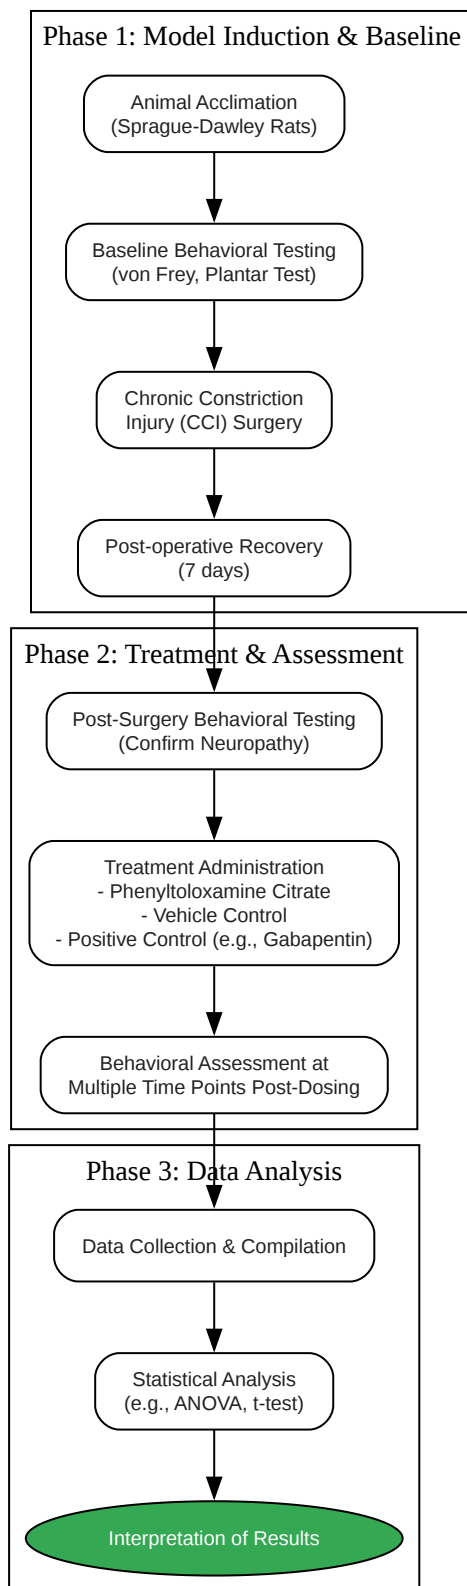 Phase 1: Model Induction & Baseline
Animal Acclimation
(Sprague-Dawley Rats)
Baseline Behavioral Testing
(von Frey, Plantar Test)
Chronic Constriction
Injury (CCI) Surgery
Post-operative Recovery
(7 days)
Phase 2: Treatment & Assessment
Post-Surgery Behavioral Testing
(Confirm Neuropathy)
Treatment Administration
- Phenyltoloxamine Citrate
- Vehicle Control
- Positive Control (e.g., Gabapentin)
Behavioral Assessment at
Multiple Time Points Post-Dosing
Phase 3: Data Analysis
Data Collection & Compilation
Statistical Analysis
(e.g., ANOVA, t-test)
Interpretation of Results